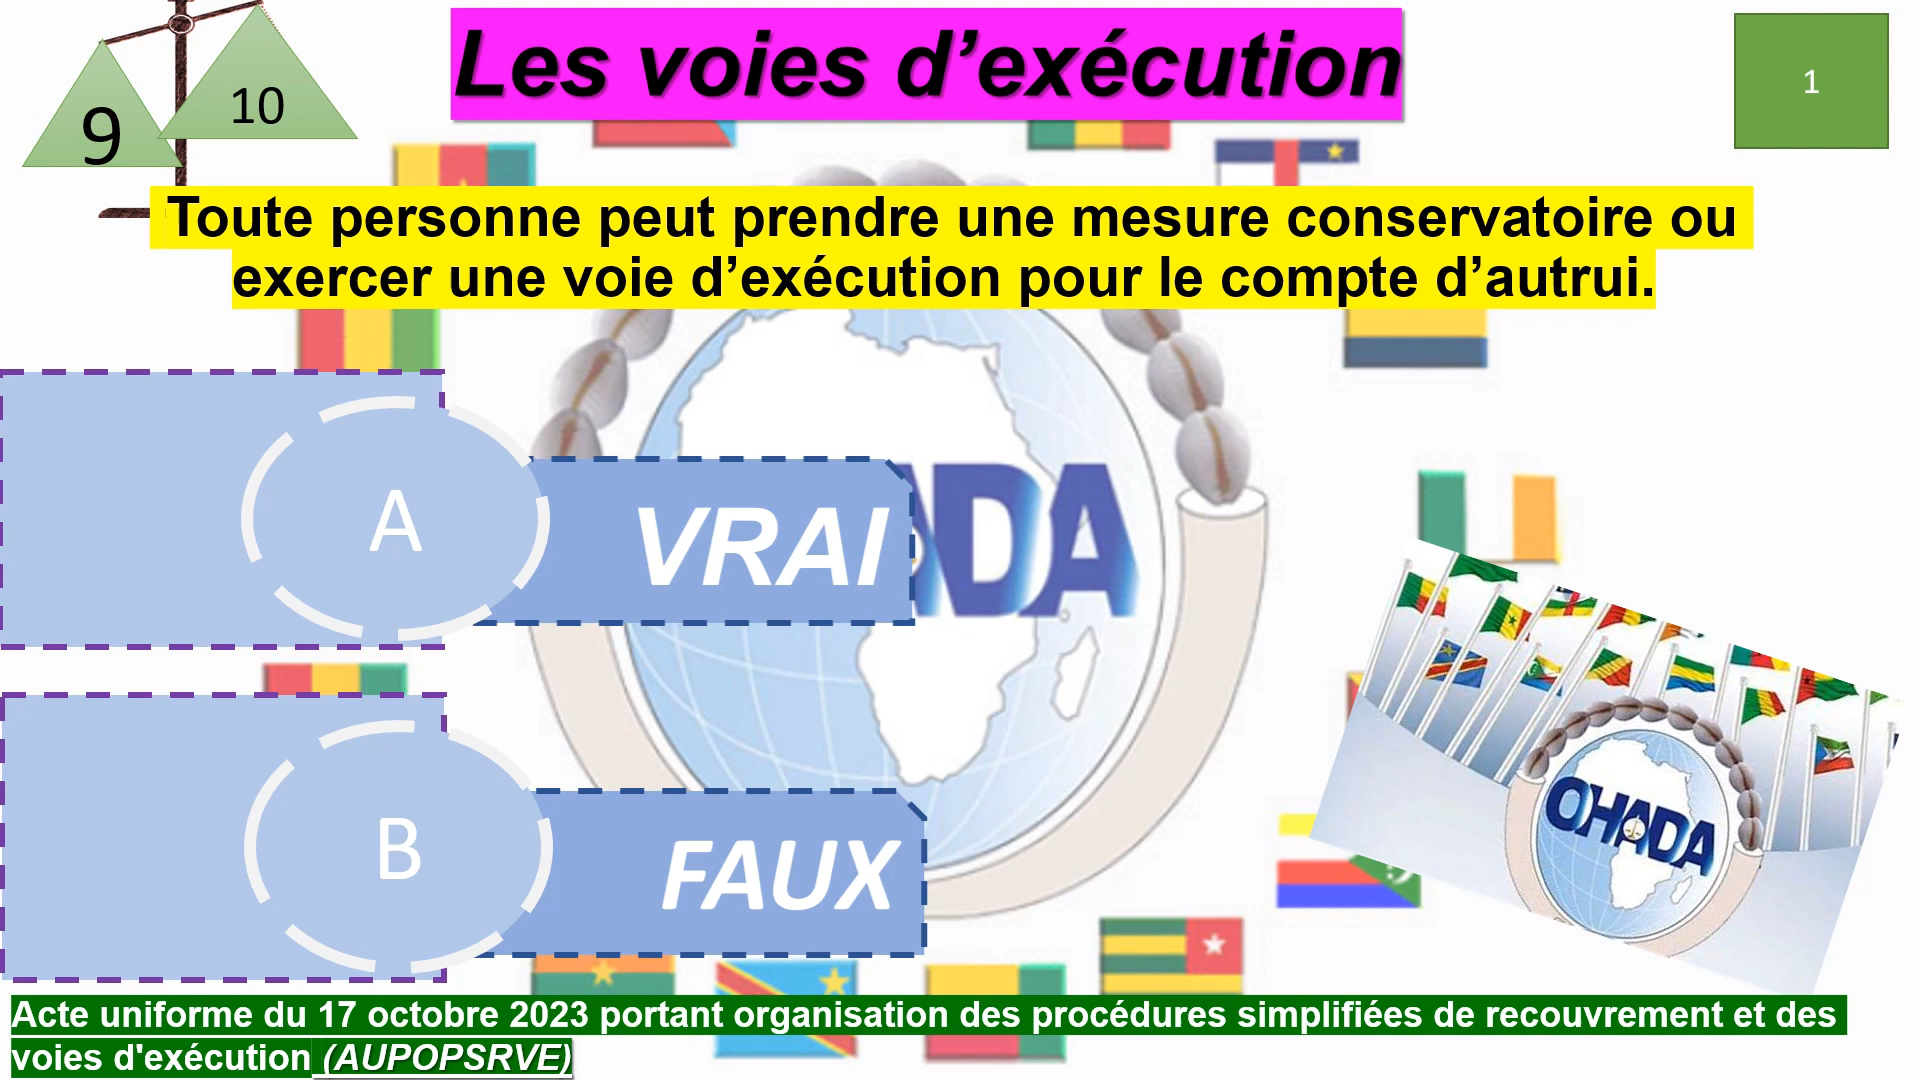 9
10
Les voies d’exécution
1
Toute personne peut prendre une mesure conservatoire ou
exercer une voie d’exécution pour le compte d’autrui.
A
VRAI
ADA
B
FAUX
OHADA
Acte uniforme du 17 octobre 2023 portant organisation des procédures simplifiées de recouvrement et des
voies d'exécution (AUPOPSRVE)